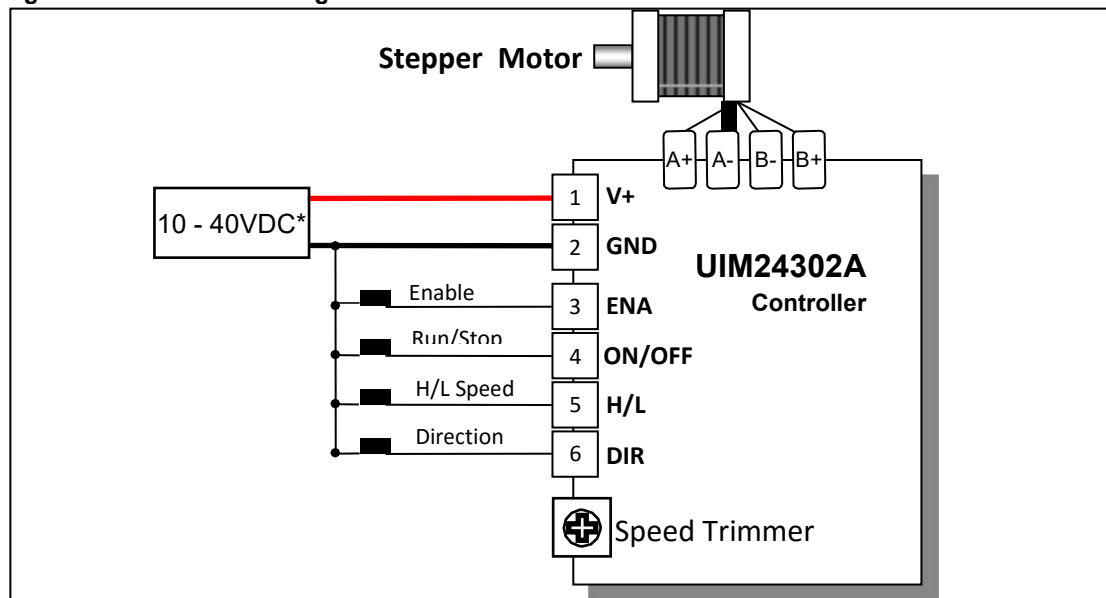 Stepper Motor
A+ A- B- B+
10 - 40VDC*
1 V+
2 GND
UIM24302A
Controller
Enable
3 ENA
Run/Stop
4 ON/OFF
H/L Speed
5 H/L
Direction
6 DIR
Speed Trimmer